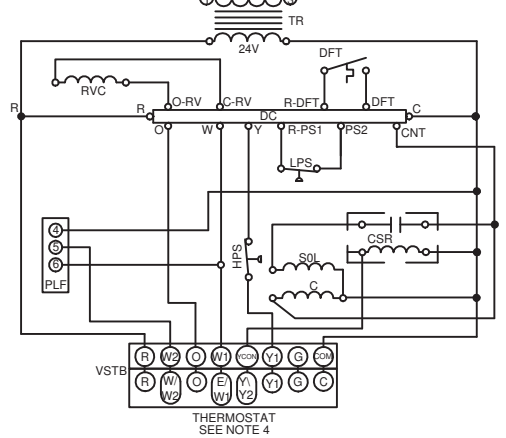 TR
24V
DFT
RVC
R
R
O-RV
C-RV
R-DFT
DFT
C
DC
O
W
Y
R-PS1
PS2
CNT
LPS
4
5
6
PLF
HPS
CSR
S0L
C
VSTB
R
W2
O
W1
YCON
Y1
G
COM
R
W/
W2
O
E/
W1
Y\
Y2
Y1
G
C
THERMOSTAT
SEE NOTE 4